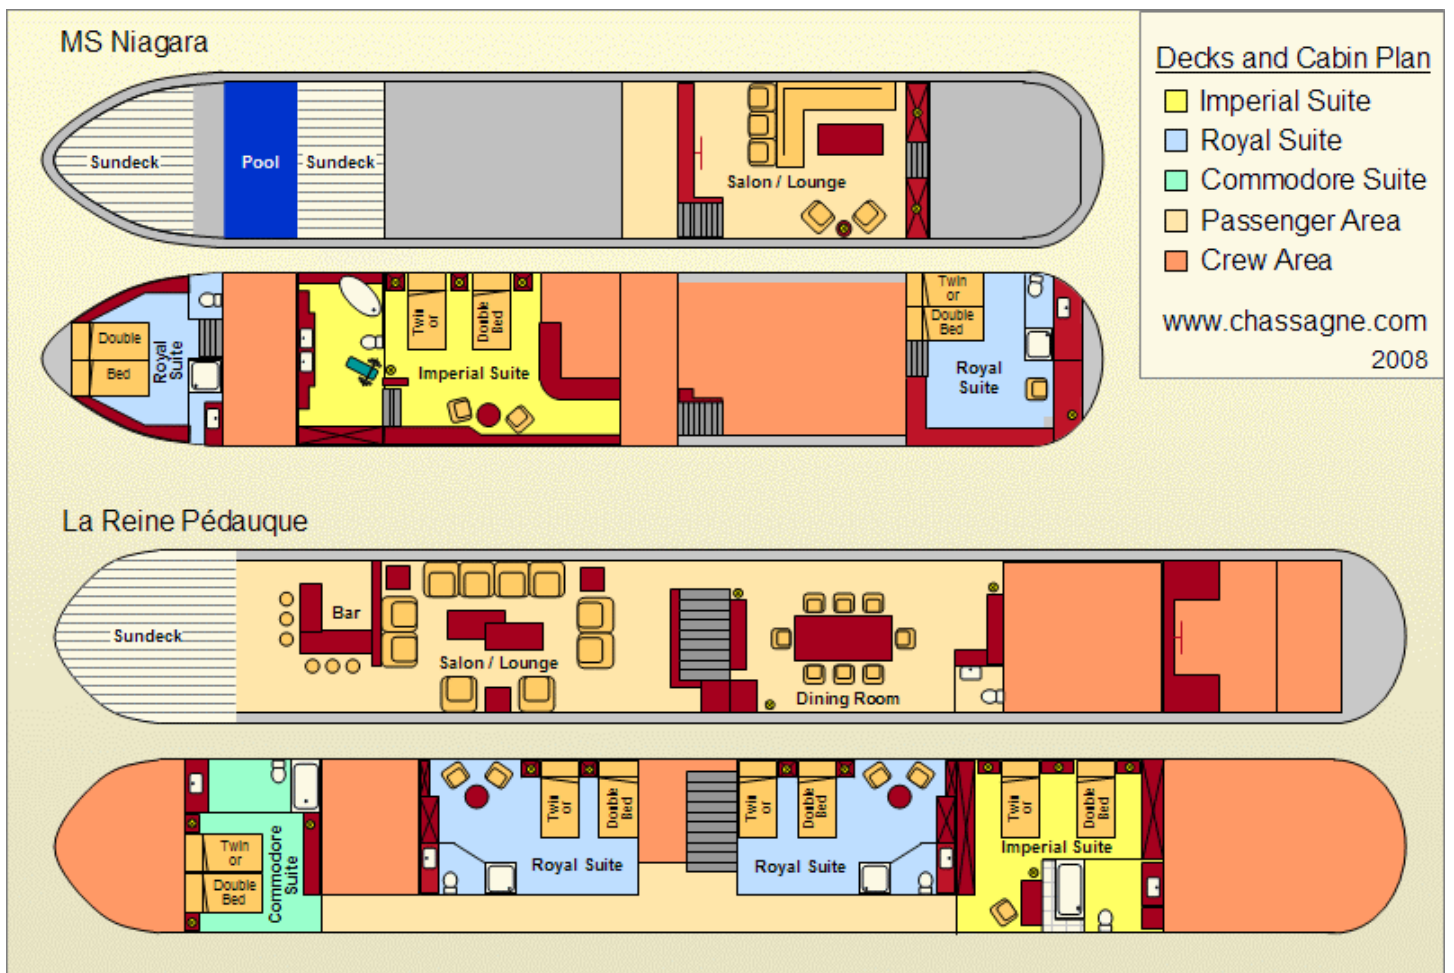 MS Niagara
Decks and Cabin Plan
Imperial Suite
Royal Suite
Commodore Suite
Passenger Area
Crew Area
www.chassagne.com
2008
Sundeck
Pool
Sundeck
Salon / Lounge
Double
Bed
Royal
Suite
Twin
or
Double
Bed
Imperial Suite
Twin
or
Double
Bed
Royal
Suite
La Reine Pédauque
Sundeck
Bar
Salon / Lounge
Dining Room
Twin
or
Double
Bed
Commodore
Suite
Twin
or
Double
Bed
Royal Suite
Twin
or
Double
Bed
Royal Suite
Twin
or
Double
Bed
Imperial Suite